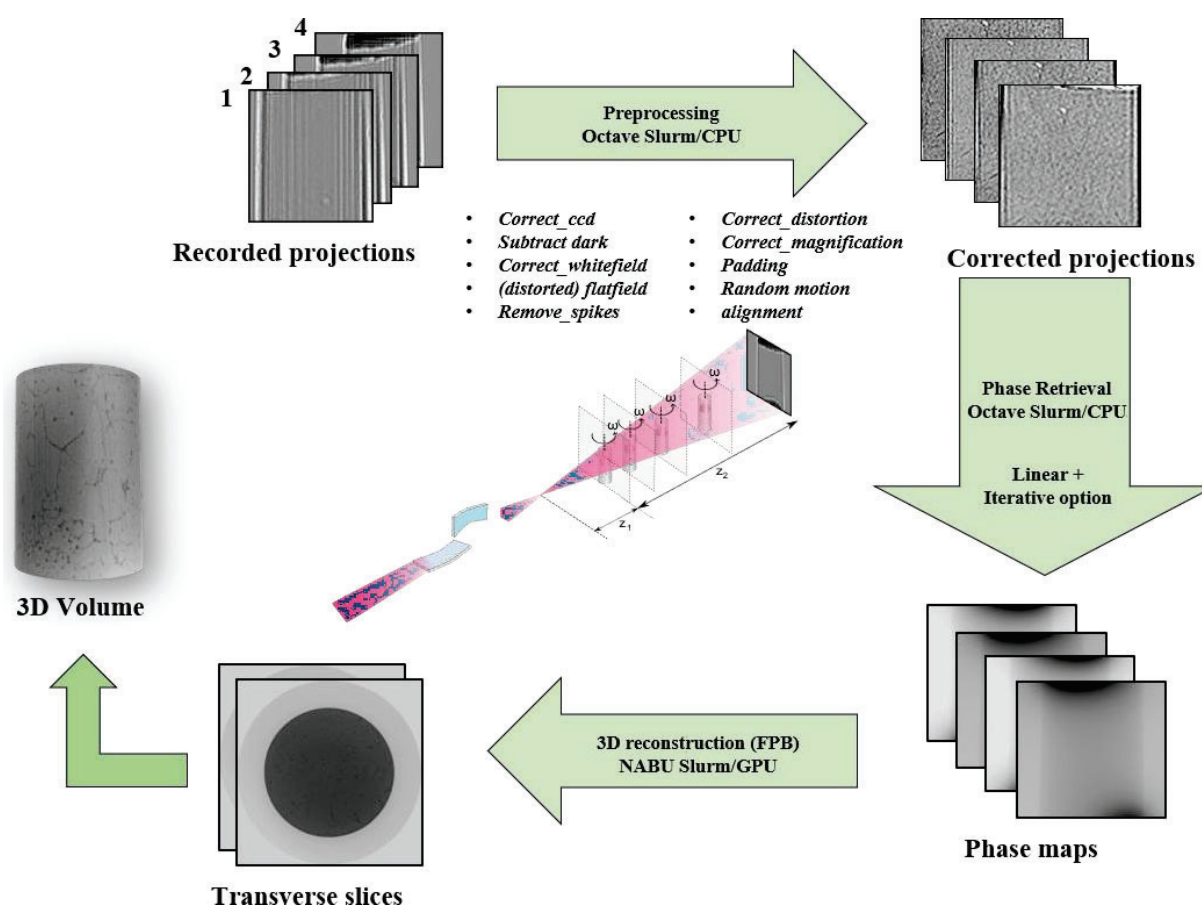 4
3
2
1
Recorded projections
Preprocessing
Octave Slurm/CPU
• Correct_ccd
• Subtract dark
• Correct_whitefield
• (distorted) flatfield
• Remove_spikes
• Correct_distortion
• Correct_magnification
• Padding
• Random motion
• alignment
Corrected projections
Phase Retrieval
Octave Slurm/CPU
Linear +
Iterative option
ω
ω
ω
ω
z₂
z₁
3D Volume
3D reconstruction (FPB)
NABU Slurm/GPU
Phase maps
Transverse slices